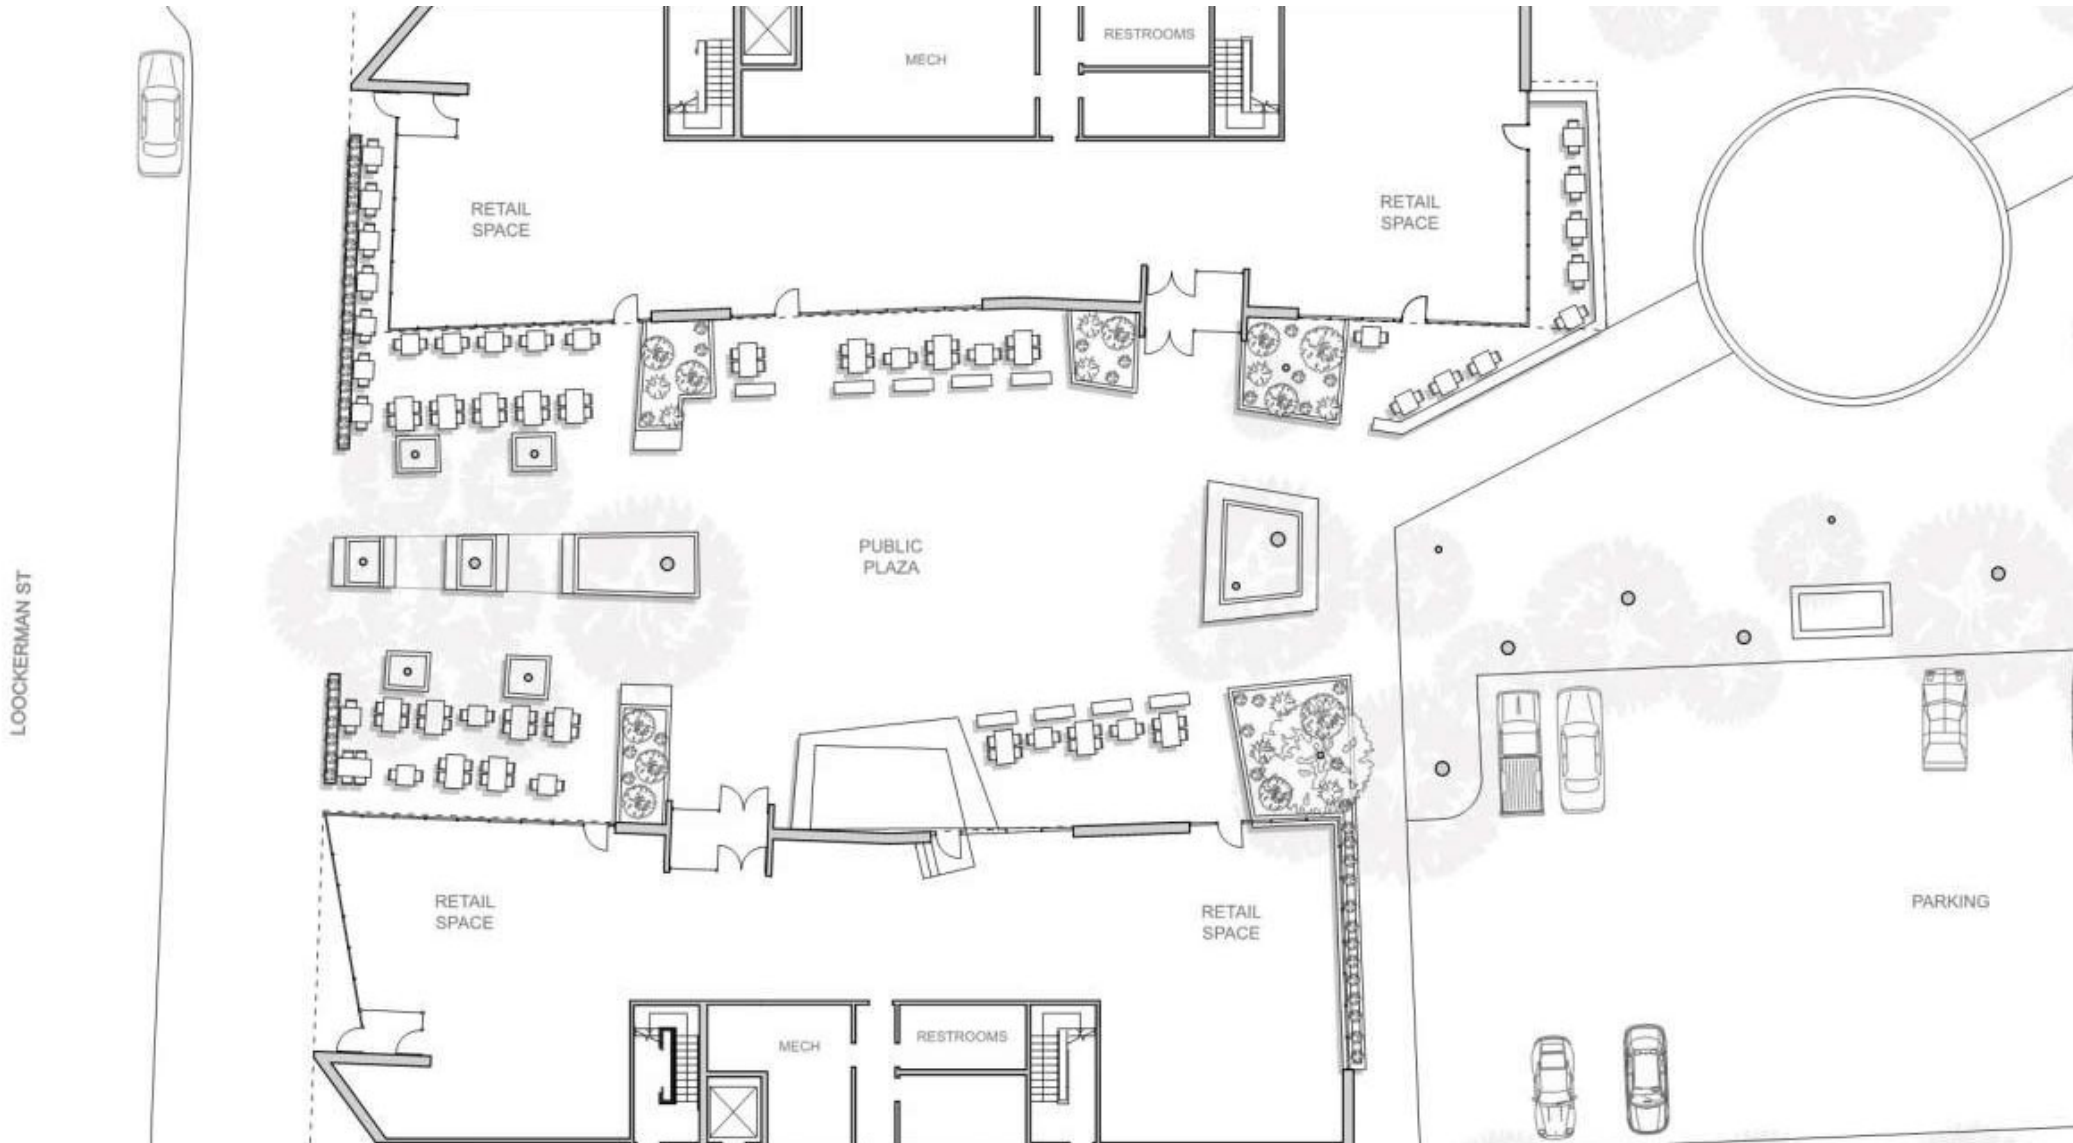 RESTROOMS
MECH
RETAIL
SPACE
RETAIL
SPACE
PUBLIC
PLAZA
LOOCKERMAN ST
RETAIL
SPACE
RETAIL
SPACE
PARKING
MECH
RESTROOMS